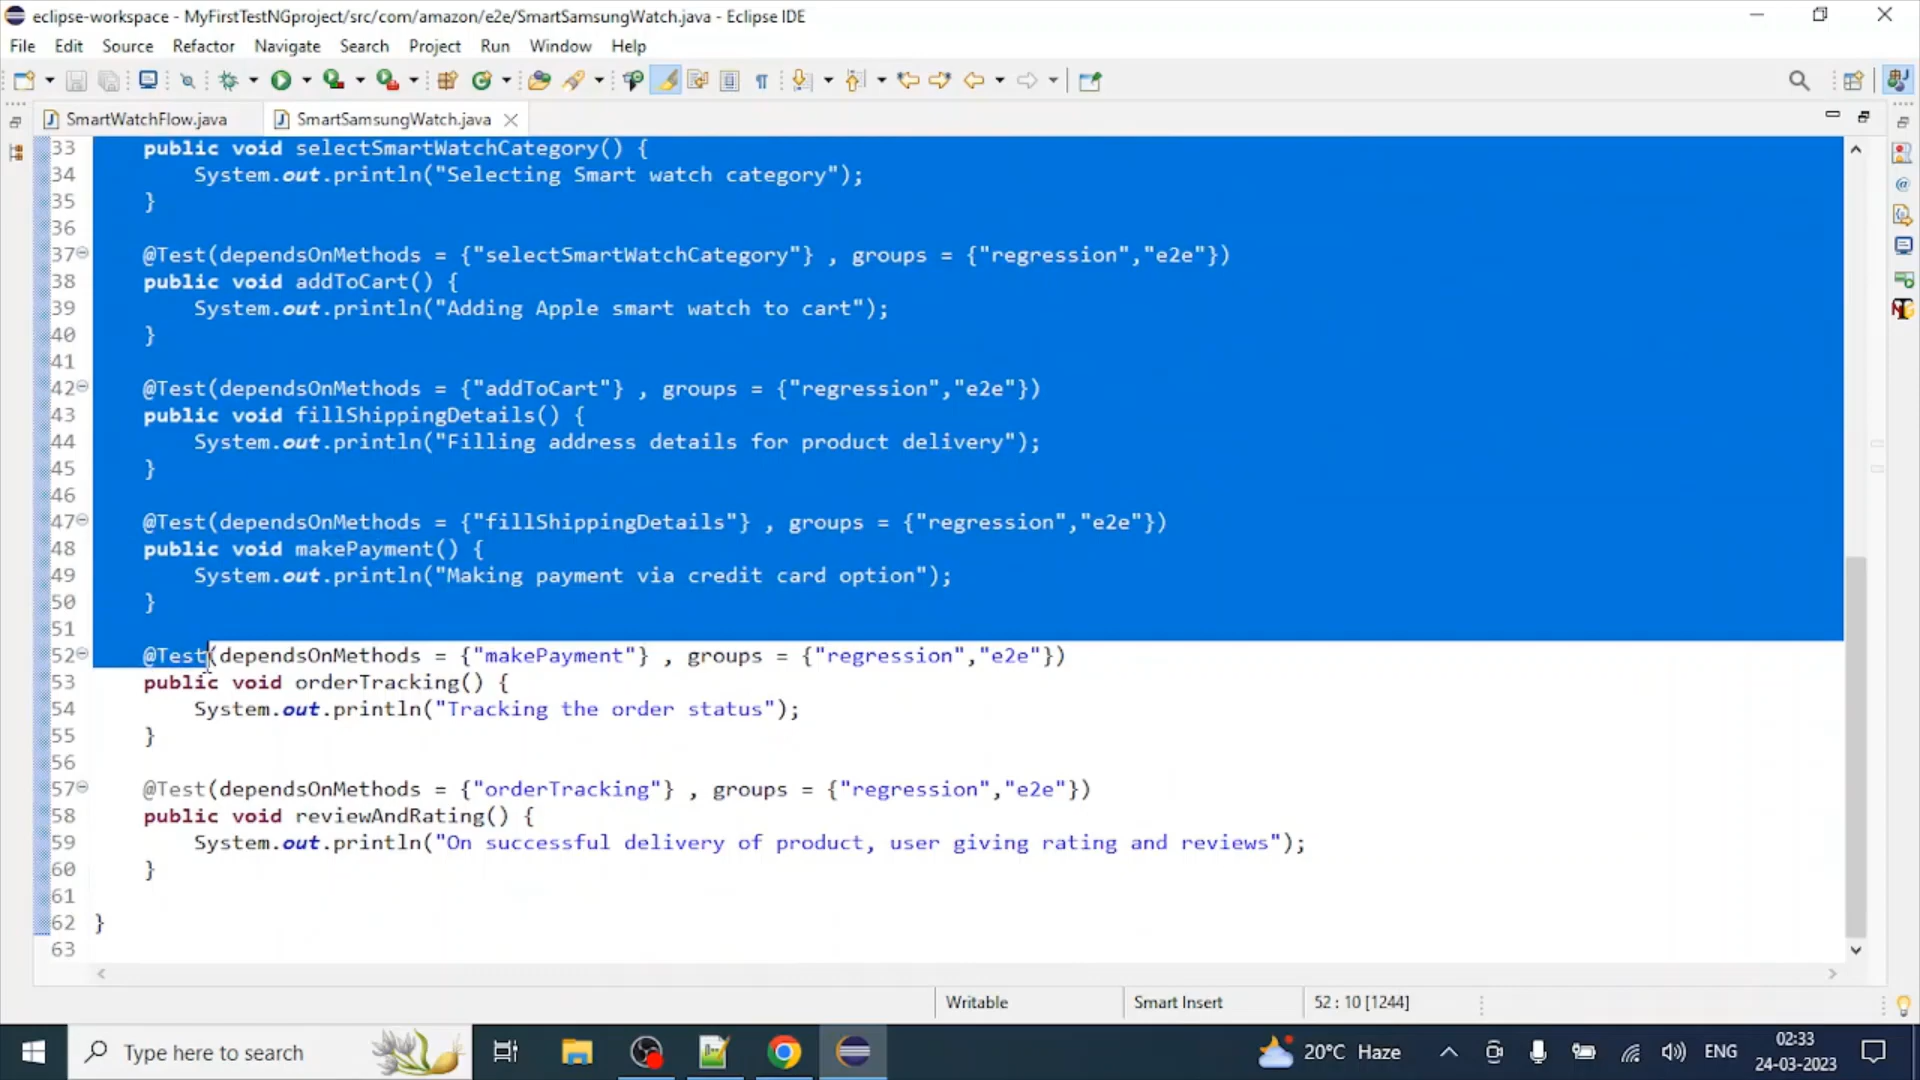 eclipse-workspace - MyFirstTestNGproject/src/com/amazon/e2e/SmartSamsungWatch.java - Eclipse IDE
File Edit Source Refactor Navigate Search Project Run Window Help
SmartWatchFlow.java SmartSamsungWatch.java
33 public void selectSmartWatchCategory() {
34 System.out.println("Selecting Smart watch category");
35 }
36
37 @Test(dependsOnMethods = {"selectSmartWatchCategory"} , groups = {"regression","e2e"})
38 public void addToCart() {
39 System.out.println("Adding Apple smart watch to cart");
40 }
41
42 @Test(dependsOnMethods = {"addToCart"} , groups = {"regression","e2e"})
43 public void fillShippingDetails() {
44 System.out.println("Filling address details for product delivery");
45 }
46
47 @Test(dependsOnMethods = {"fillShippingDetails"} , groups = {"regression","e2e"})
48 public void makePayment() {
49 System.out.println("Making payment via credit card option");
50 }
51
52 @Test(dependsOnMethods = {"makePayment"} , groups = {"regression","e2e"})
53 public void orderTracking() {
54 System.out.println("Tracking the order status");
55 }
56
57 @Test(dependsOnMethods = {"orderTracking"} , groups = {"regression","e2e"})
58 public void reviewAndRating() {
59 System.out.println("On successful delivery of product, user giving rating and reviews");
60 }
61
62 }
63
Writable Smart Insert 52 : 10 [1244]
Type here to search 20°C Haze ENG 02:33
24-03-2023